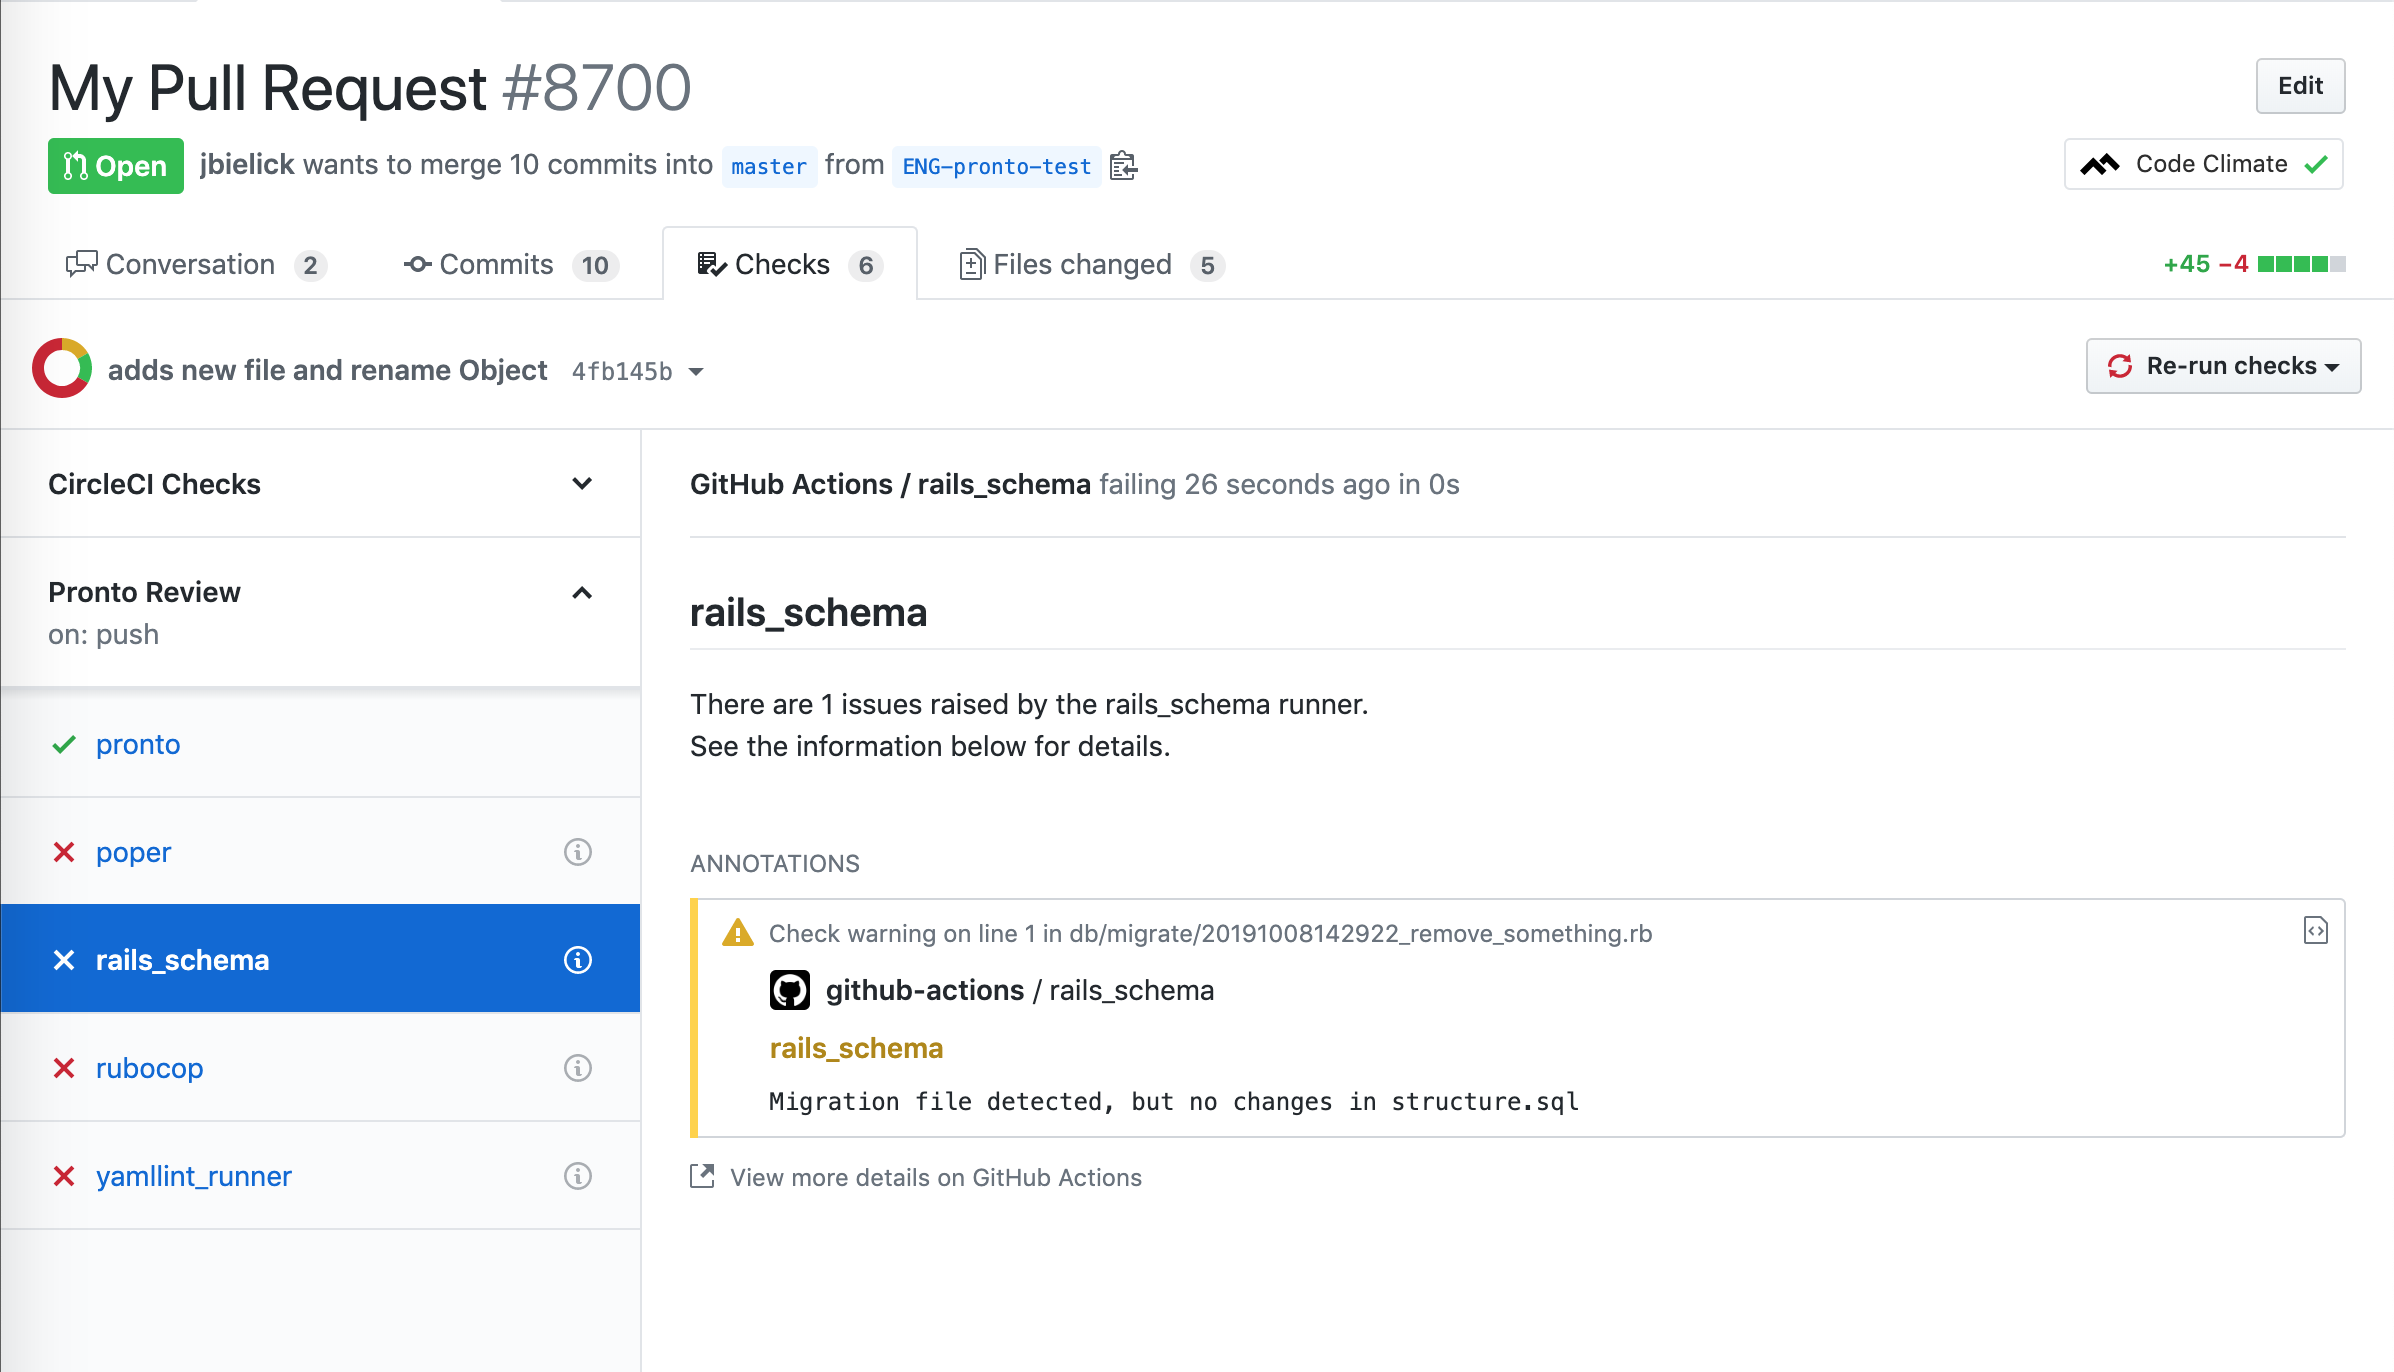 My Pull Request #8700
Edit
Open
jbielick wants to merge 10 commits into master from ENG-pronto-test
Code Climate
Conversation 2
Commits 10
Checks 6
Files changed 5
+45 −4
adds new file and rename Object 4fb145b
Re-run checks
CircleCI Checks
Pronto Review
on: push
pronto
poper
rails_schema
rubocop
yamllint_runner
GitHub Actions / rails_schema failing 26 seconds ago in 0s
rails_schema
There are 1 issues raised by the rails_schema runner.
See the information below for details.
ANNOTATIONS
Check warning on line 1 in db/migrate/20191008142922_remove_something.rb
github-actions / rails_schema
rails_schema
Migration file detected, but no changes in structure.sql
View more details on GitHub Actions